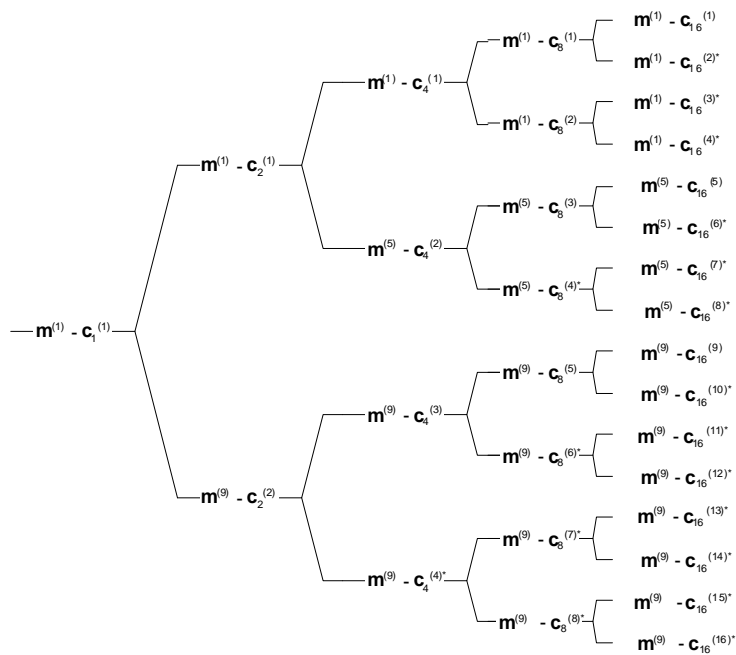 m(1) - c16(1)
m(1) - c8(1)
m(1) - c16(2)*
m(1) - c4(1)
m(1) - c16(3)*
m(1) - c8(2)
m(1) - c16(4)*
m(1) - c2(1)
m(5) - c16(5)
m(5) - c8(3)
m(5) - c16(6)*
m(5) - c4(2)
m(5) - c16(7)*
m(5) - c8(4)*
m(5) - c16(8)*
m(1) - c1(1)
m(9) - c16(9)
m(9) - c8(5)
m(9) - c16(10)*
m(9) - c4(3)
m(9) - c16(11)*
m(9) - c8(6)*
m(9) - c16(12)*
m(9) - c2(2)
m(9) - c16(13)*
m(9) - c8(7)*
m(9) - c16(14)*
m(9) - c4(4)*
m(9) - c16(15)*
m(9) - c8(8)*
m(9) - c16(16)*